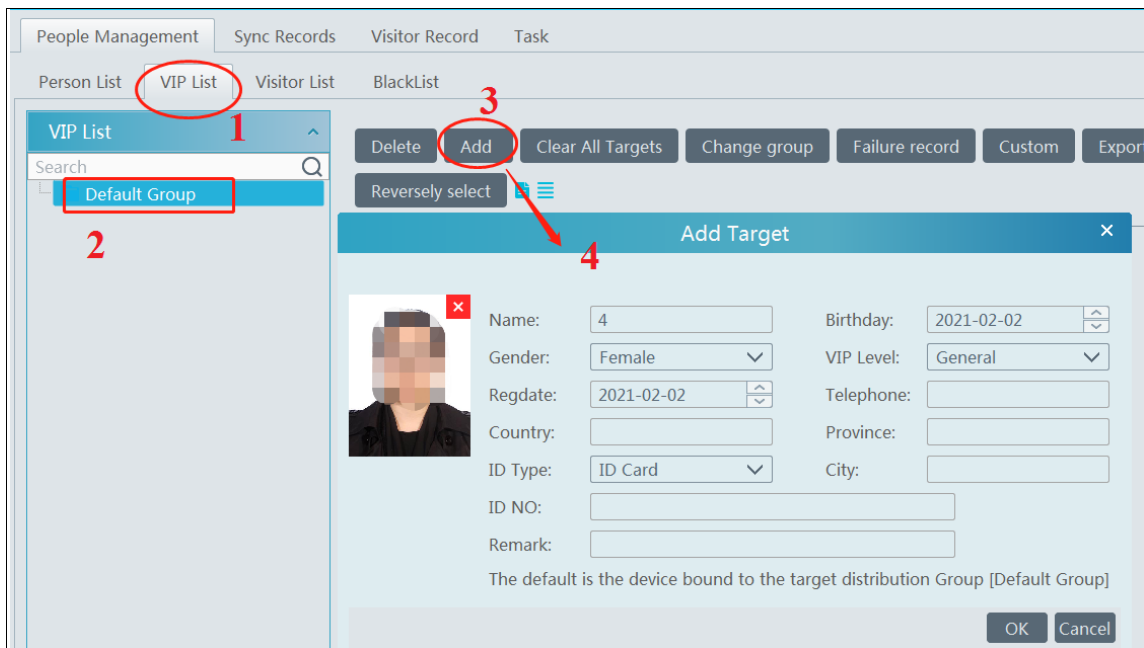 People Management Sync Records Visitor Record Task
Person List VIP List Visitor List BlackList
1
3
VIP List
Search
Default Group
2
Delete Add Clear All Targets Change group Failure record Custom Expor
Reversely select
4
Add Target
Name: 4 Birthday: 2021-02-02
Gender: Female VIP Level: General
Regdate: 2021-02-02 Telephone:
Country: Province:
ID Type: ID Card City:
ID NO:
Remark:
The default is the device bound to the target distribution Group [Default Group]
OK Cancel